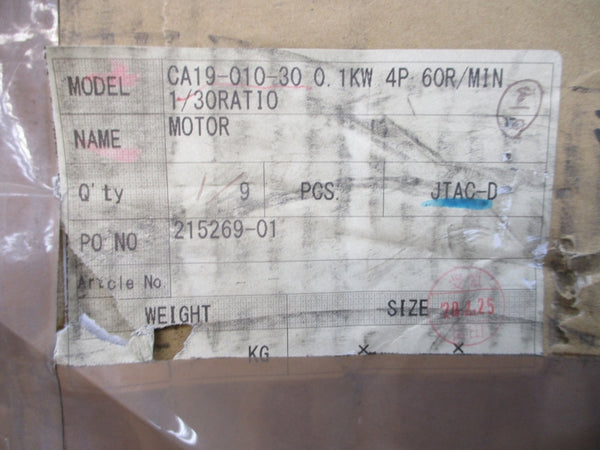 MODEL CA19-010-30 0.1KW 4P 60R/MIN
1/30RATIO
NAME MOTOR
Q'ty 1/9 PCS. JTAC-D
PO NO 215269-01
Article No. - -
WEIGHT SIZE
KG × ×